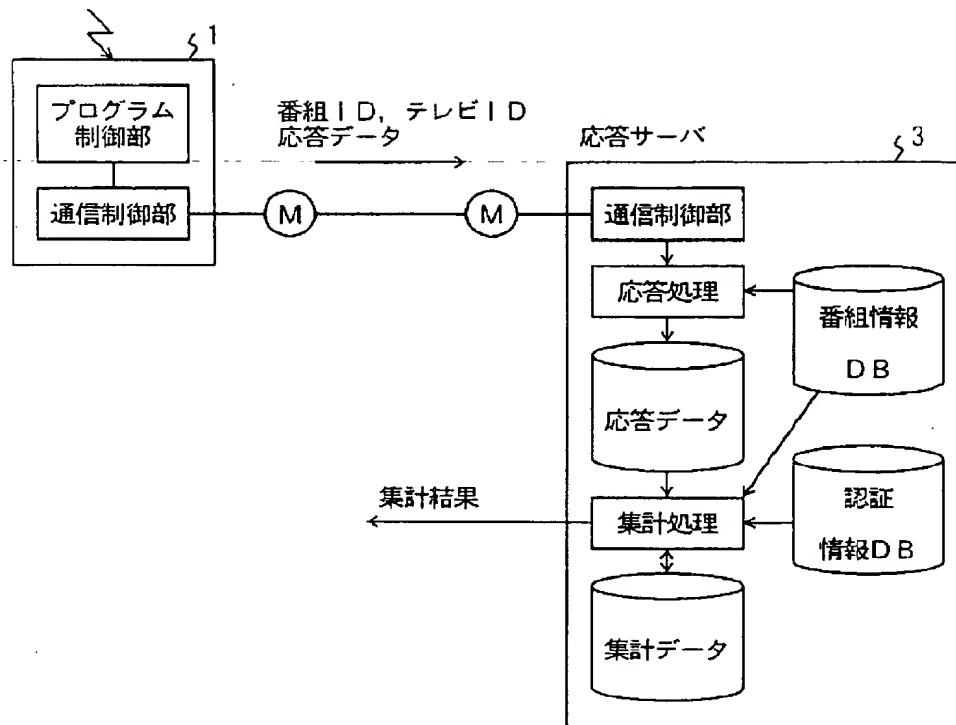 1
プログラム
制御部
通信制御部
番組ID，テレビID
応答データ
M
M
応答サーバ
3
通信制御部
応答処理
番組情報
DB
応答データ
集計結果
集計処理
認証
情報DB
集計データ